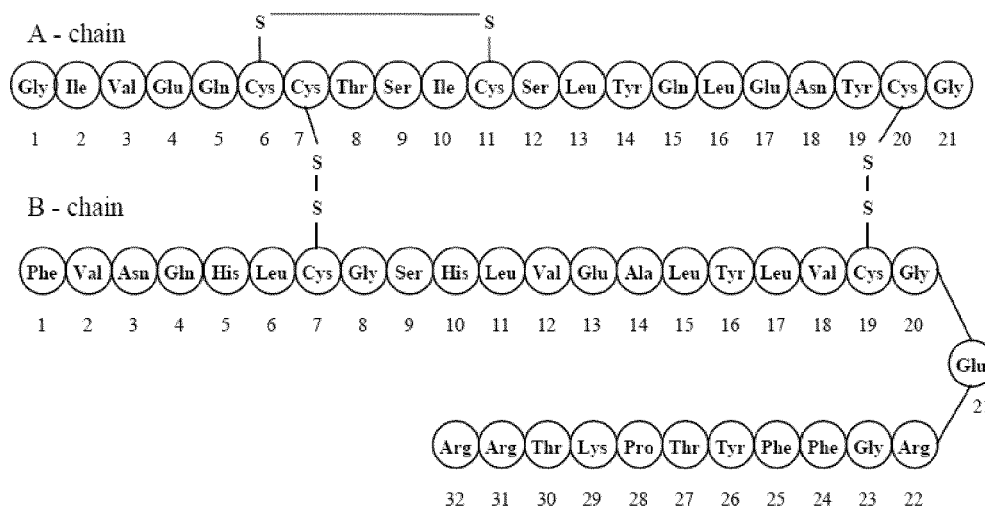 S S
A - chain
Gly Ile Val Glu Gln Cys Cys Thr Ser Ile Cys Ser Leu Tyr Gln Leu Glu Asn Tyr Cys Gly
1 2 3 4 5 6 7 8 9 10 11 12 13 14 15 16 17 18 19 20 21
S S
S S
B - chain
Phe Val Asn Gln His Leu Cys Gly Ser His Leu Val Glu Ala Leu Tyr Leu Val Cys Gly
1 2 3 4 5 6 7 8 9 10 11 12 13 14 15 16 17 18 19 20
Glu
21
Arg Arg Thr Lys Pro Thr Tyr Phe Phe Gly Arg
32 31 30 29 28 27 26 25 24 23 22